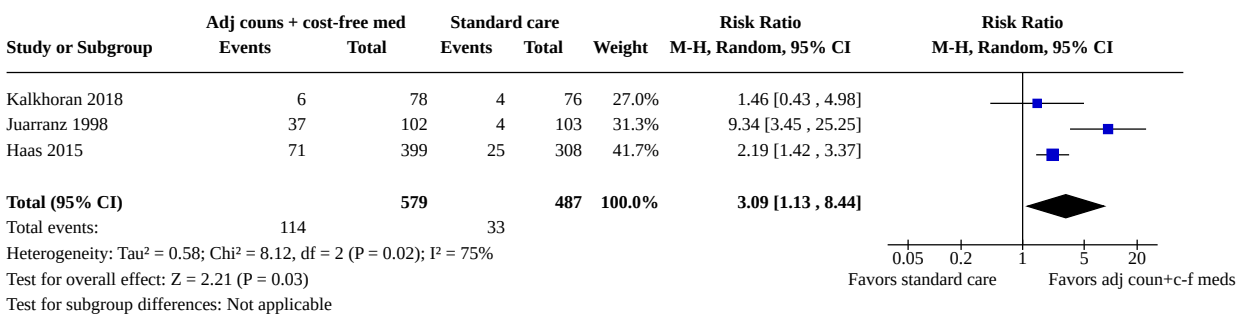 Adj couns + cost-free med Standard care Risk Ratio Risk Ratio
Study or Subgroup Events Total Events Total Weight M-H, Random, 95% CI M-H, Random, 95% CI
Kalkhoran 2018 6 78 4 76 27.0% 1.46 [0.43 , 4.98]
Juarranz 1998 37 102 4 103 31.3% 9.34 [3.45 , 25.25]
Haas 2015 71 399 25 308 41.7% 2.19 [1.42 , 3.37]
Total (95% CI) 579 487 100.0% 3.09 [1.13 , 8.44]
Total events: 114 33
Heterogeneity: Tau² = 0.58; Chi² = 8.12, df = 2 (P = 0.02); I² = 75%
0.05 0.2 1 5 20
Test for overall effect: Z = 2.21 (P = 0.03) Favors standard care Favors adj coun+c-f meds
Test for subgroup differences: Not applicable